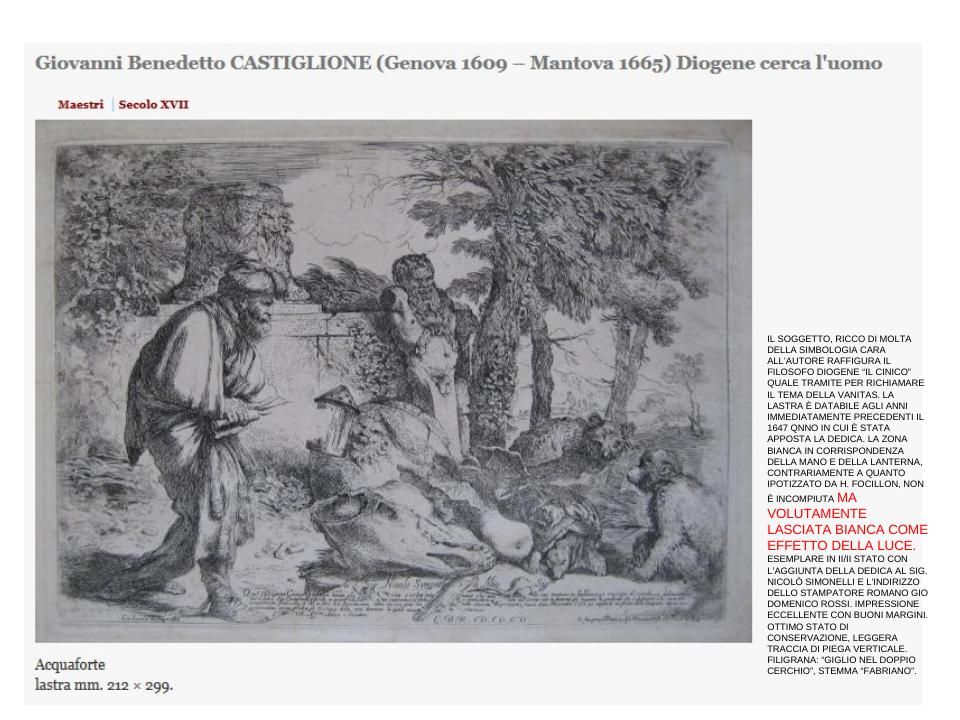 Giovanni Benedetto CASTIGLIONE (Genova 1609 – Mantova 1665) Diogene cerca l'uomo
Maestri | Secolo XVII
IL SOGGETTO, RICCO DI MOLTA
DELLA SIMBOLOGIA CARA
ALL'AUTORE RAFFIGURA IL
FILOSOFO DIOGENE "IL CINICO"
QUALE TRAMITE PER RICHIAMARE
IL TEMA DELLA VANITAS. LA
LASTRA È DATABILE AGLI ANNI
IMMEDIATAMENTE PRECEDENTI IL
1647 QNNO IN CUI È STATA
APPOSTA LA DEDICA. LA ZONA
BIANCA IN CORRISPONDENZA
DELLA MANO E DELLA LANTERNA,
CONTRARIAMENTE A QUANTO
IPOTIZZATO DA H. FOCILLON, NON
È INCOMPIUTA MA
VOLUTAMENTE
LASCIATA BIANCA COME
EFFETTO DELLA LUCE.
ESEMPLARE IN II/II STATO CON
L'AGGIUNTA DELLA DEDICA AL SIG.
NICOLÒ SIMONELLI E L'INDIRIZZO
DELLO STAMPATORE ROMANO GIO
DOMENICO ROSSI. IMPRESSIONE
ECCELLENTE CON BUONI MARGINI.
OTTIMO STATO DI
CONSERVAZIONE, LEGGERA
TRACCIA DI PIEGA VERTICALE.
FILIGRANA: "GIGLIO NEL DOPPIO
CERCHIO", STEMMA "FABRIANO".
Acquaforte
lastra mm. 212 × 299.